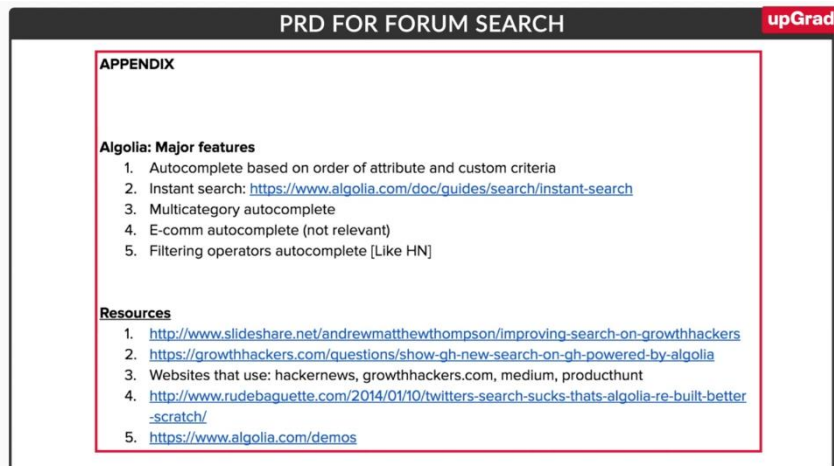 PRD FOR FORUM SEARCH
upGrad
APPENDIX
Algolia: Major features
1. Autocomplete based on order of attribute and custom criteria
2. Instant search: https://www.algolia.com/doc/guides/search/instant-search
3. Multicategory autocomplete
4. E-comm autocomplete (not relevant)
5. Filtering operators autocomplete [Like HN]
Resources
1. http://www.slideshare.net/andrewmatthewthompson/improving-search-on-growthhackers
2. https://growthhackers.com/questions/show-gh-new-search-on-gh-powered-by-algolia
3. Websites that use: hackernews, growthhackers.com, medium, producthunt
4. http://www.rudebaguette.com/2014/01/10/twitters-search-sucks-thats-algolia-re-built-better
-scratch/
5. https://www.algolia.com/demos